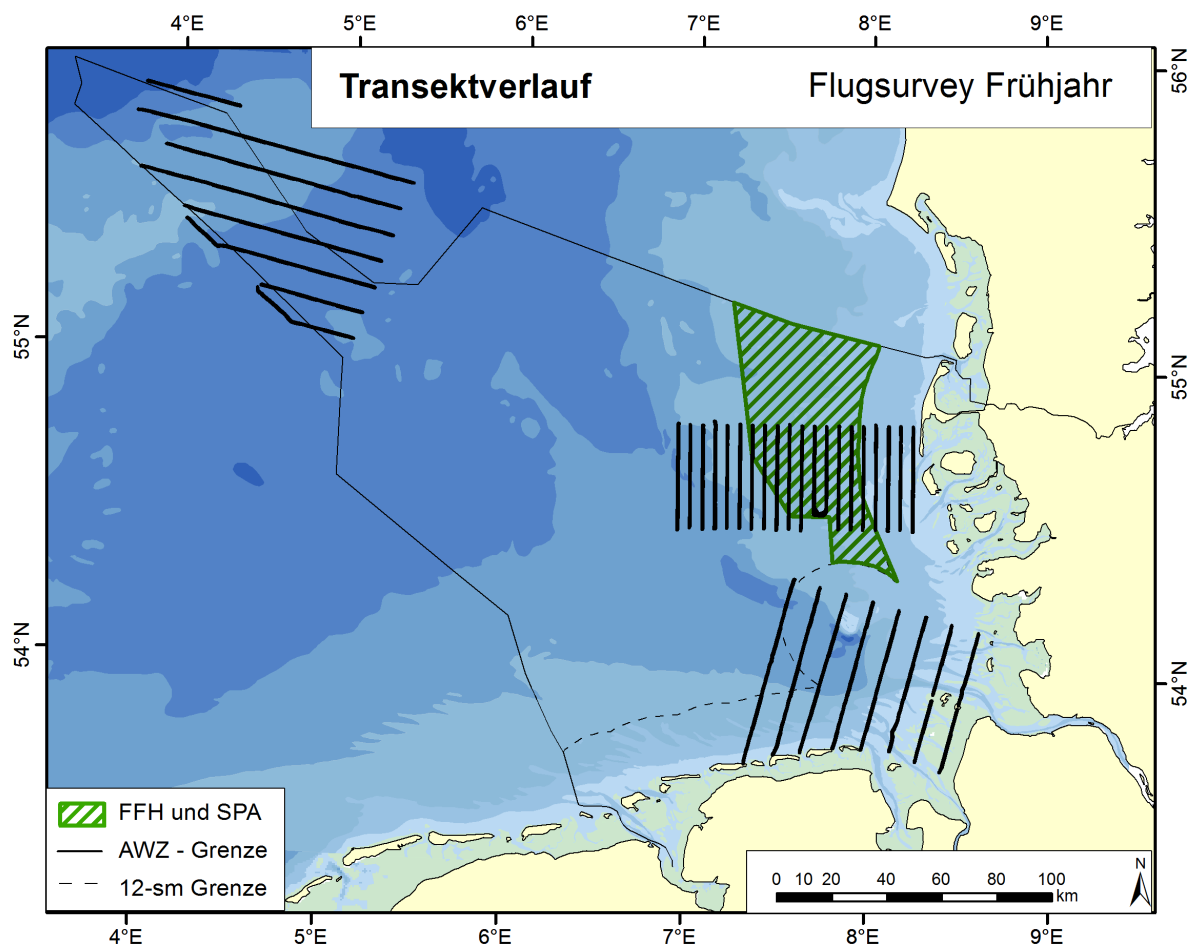 4°E 5°E 6°E 7°E 8°E 9°E
Transektverlauf Flugsurvey Frühjahr
56°N
55°N
55°N
54°N
54°N
FFH und SPA
AWZ - Grenze
12-sm Grenze
N
0 10 20 40 60 80 100
km
4°E 5°E 6°E 7°E 8°E 9°E